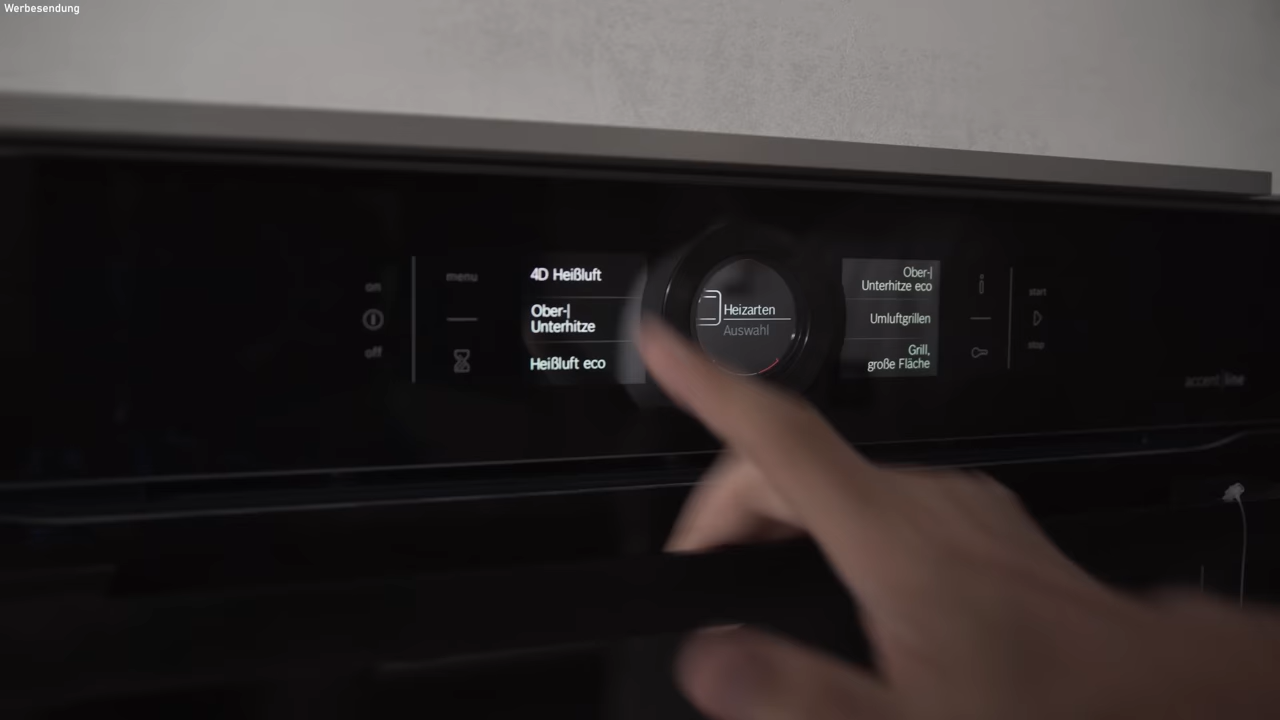 Werbesendung
on
off
menu
4D Heißluft
Ober-|
Unterhitze
Heißluft eco
Heizarten
Auswahl
Ober-|
Unterhitze eco
Umluftgrillen
Grill,
große Fläche
start
stop
accent line